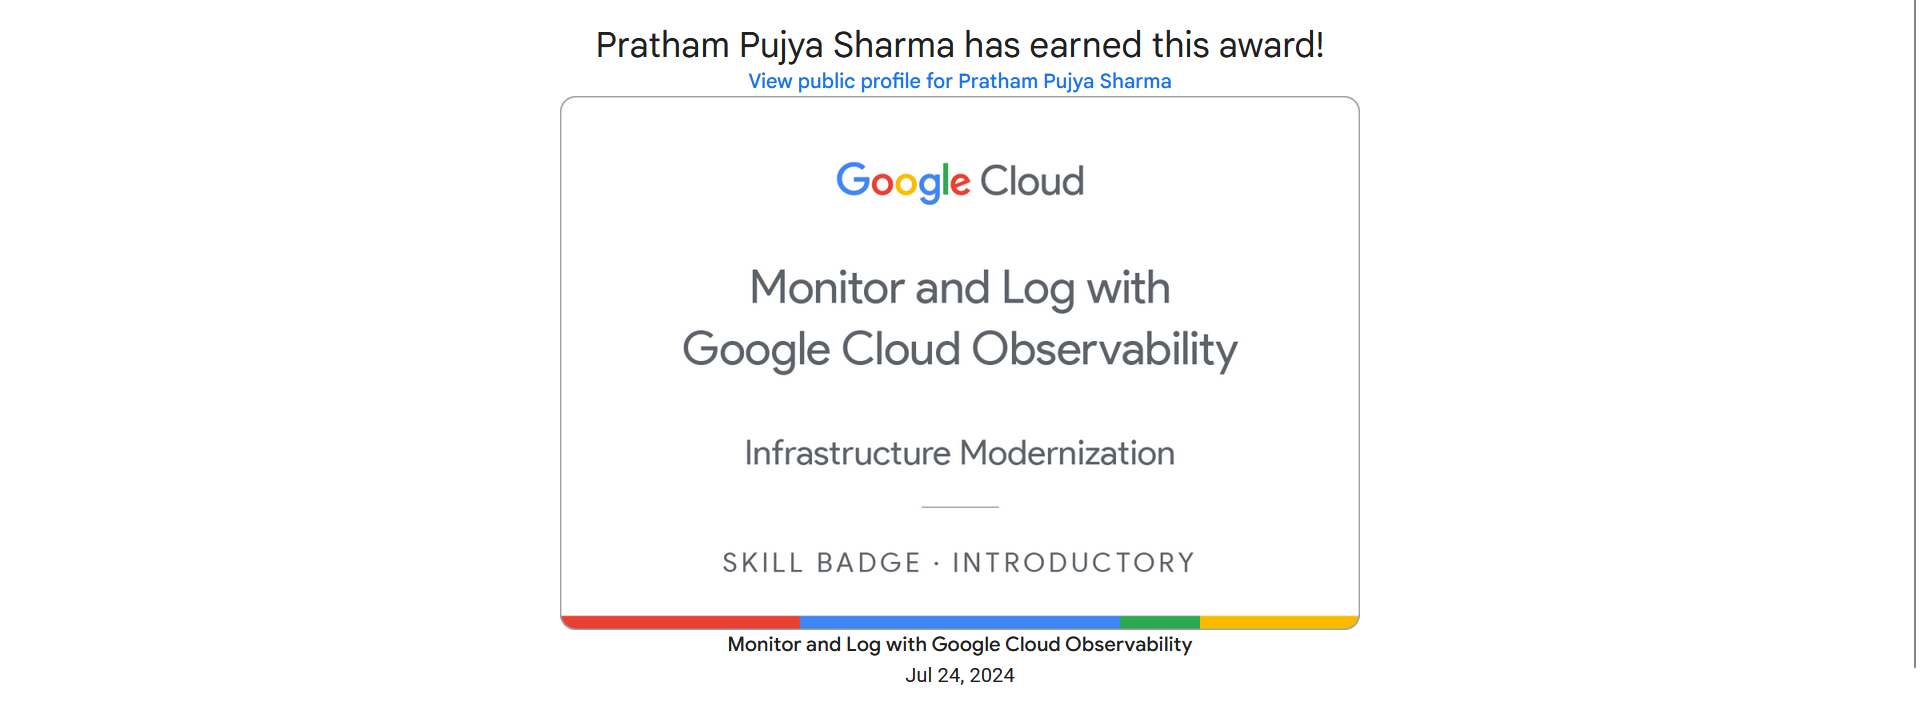 Pratham Pujya Sharma has earned this award!
View public profile for Pratham Pujya Sharma
Google Cloud
Monitor and Log with
Google Cloud Observability
Infrastructure Modernization
SKILL BADGE · INTRODUCTORY
Monitor and Log with Google Cloud Observability
Jul 24, 2024